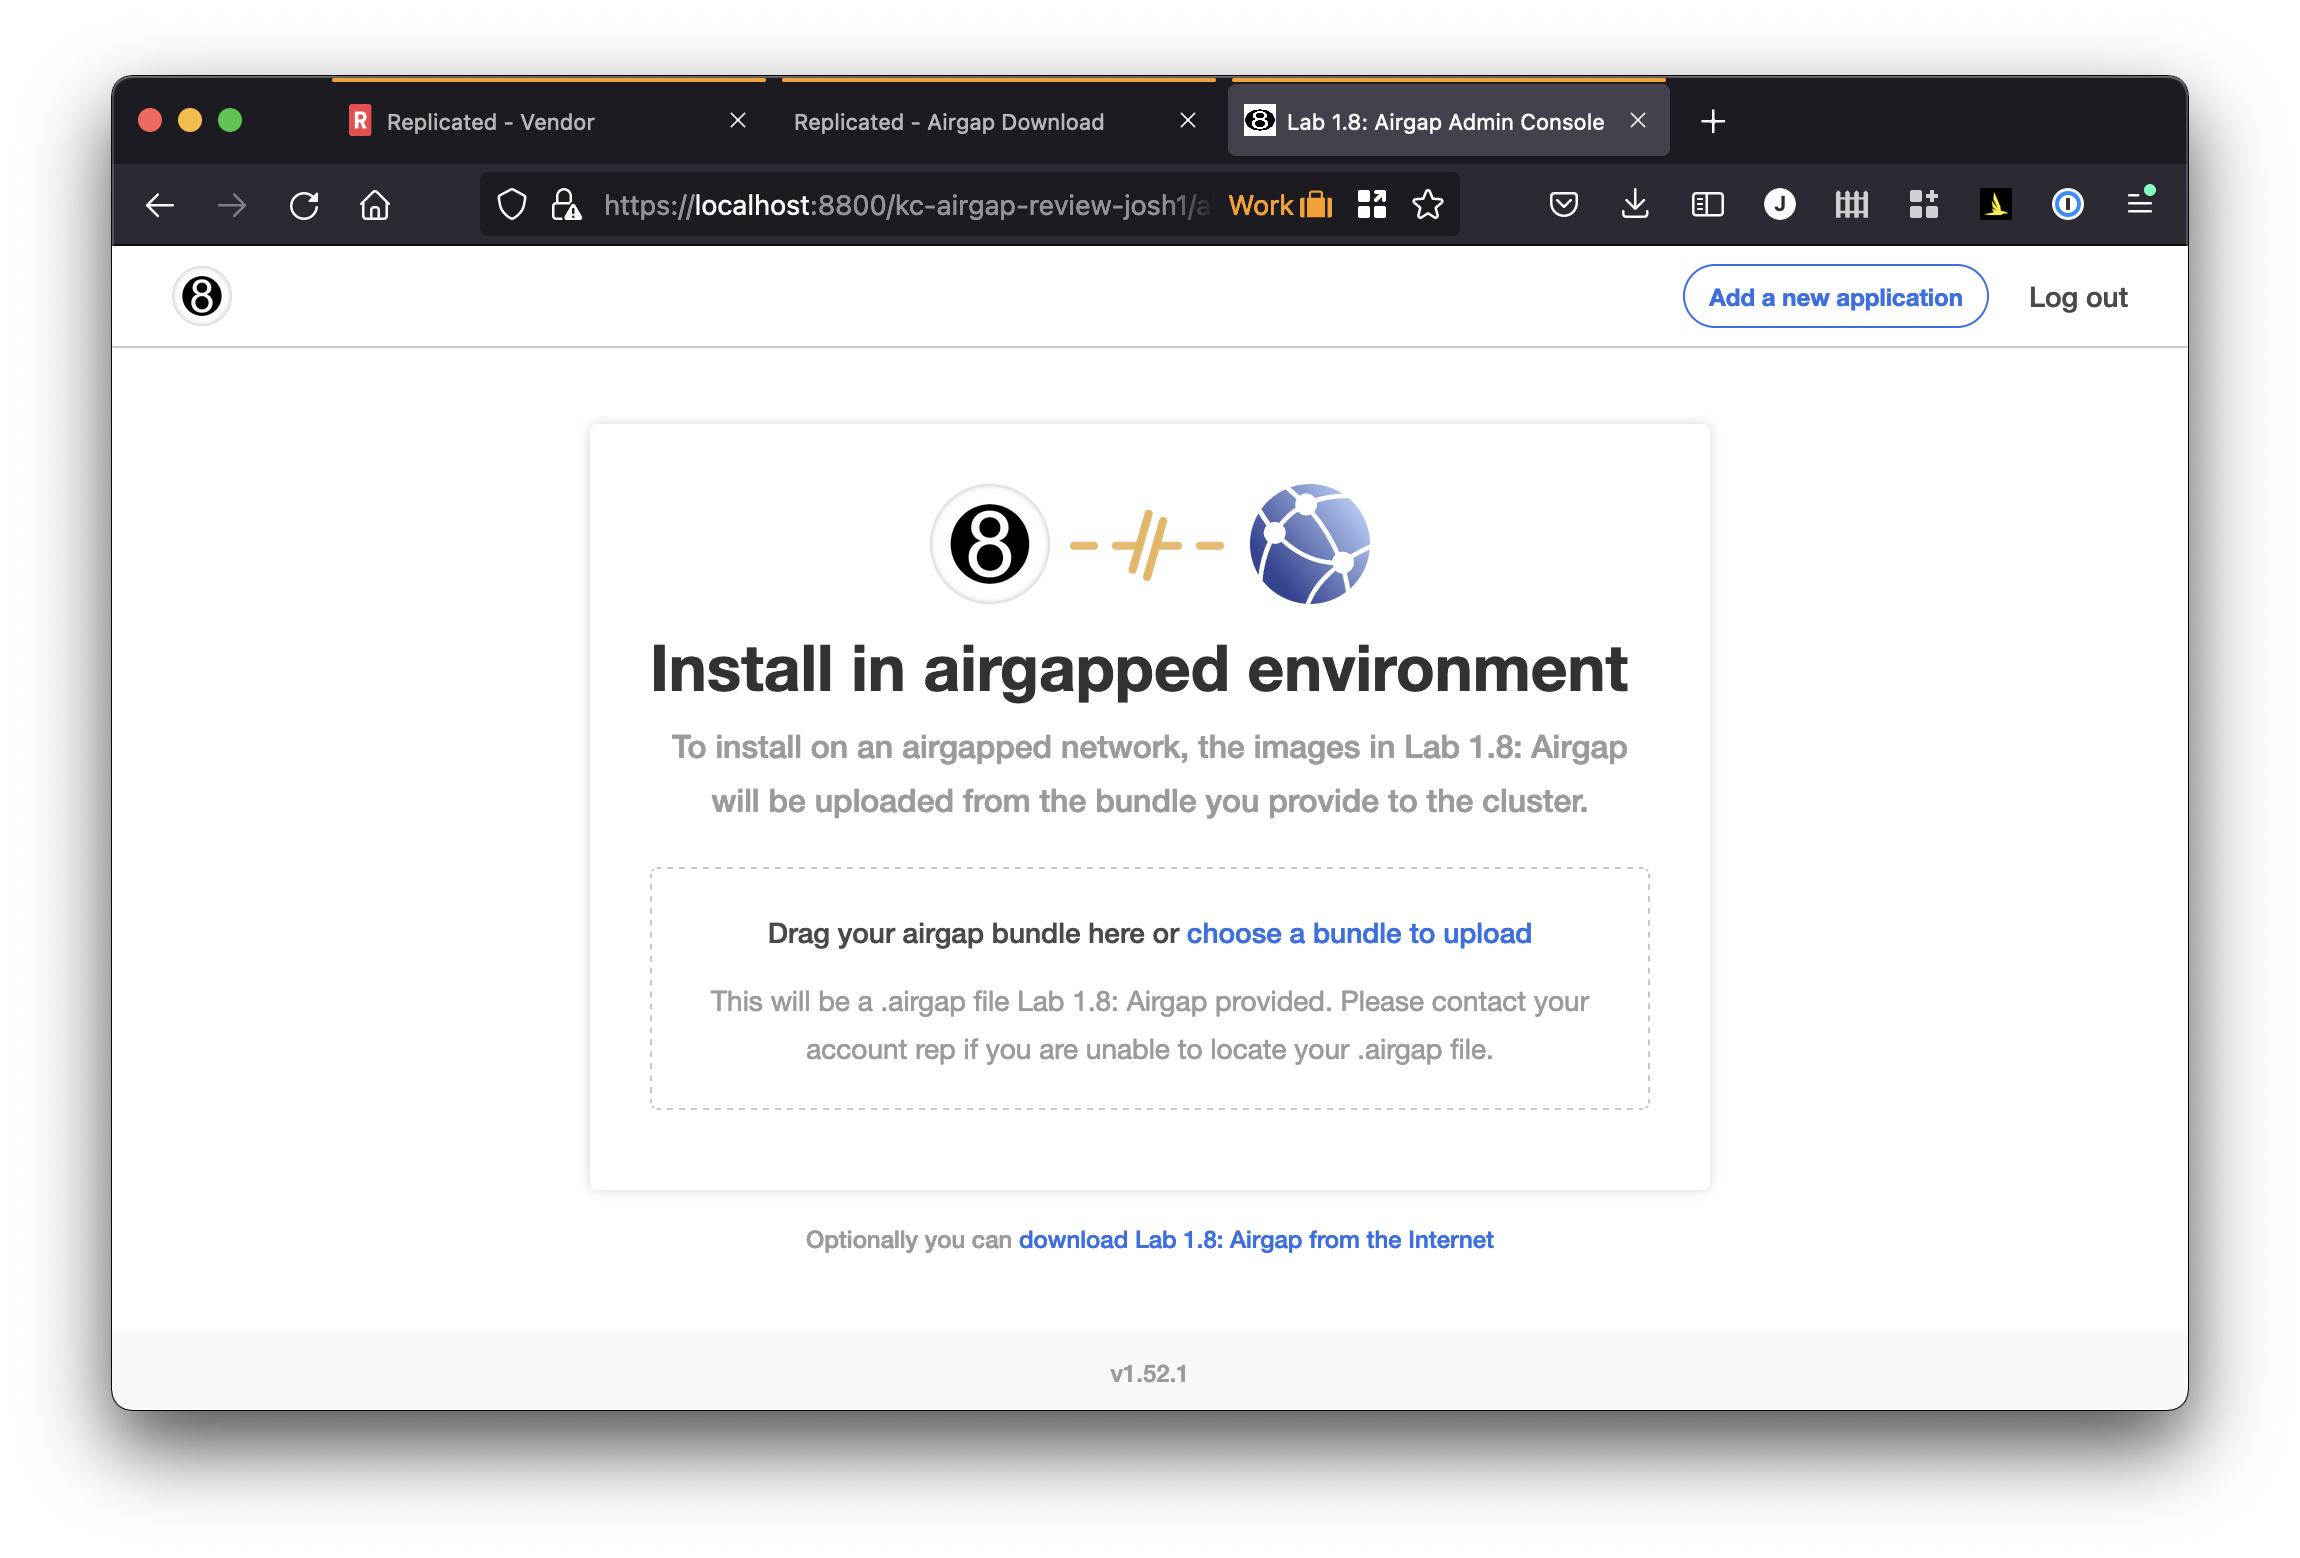 R Replicated - Vendor
Replicated - Airgap Download
8 Lab 1.8: Airgap Admin Console
https://localhost:8800/kc-airgap-review-josh1/a
Work
J
8
Add a new application
Log out
8
Install in airgapped environment
To install on an airgapped network, the images in Lab 1.8: Airgap
will be uploaded from the bundle you provide to the cluster.
Drag your airgap bundle here or choose a bundle to upload
This will be a .airgap file Lab 1.8: Airgap provided. Please contact your
account rep if you are unable to locate your .airgap file.
Optionally you can download Lab 1.8: Airgap from the Internet
v1.52.1